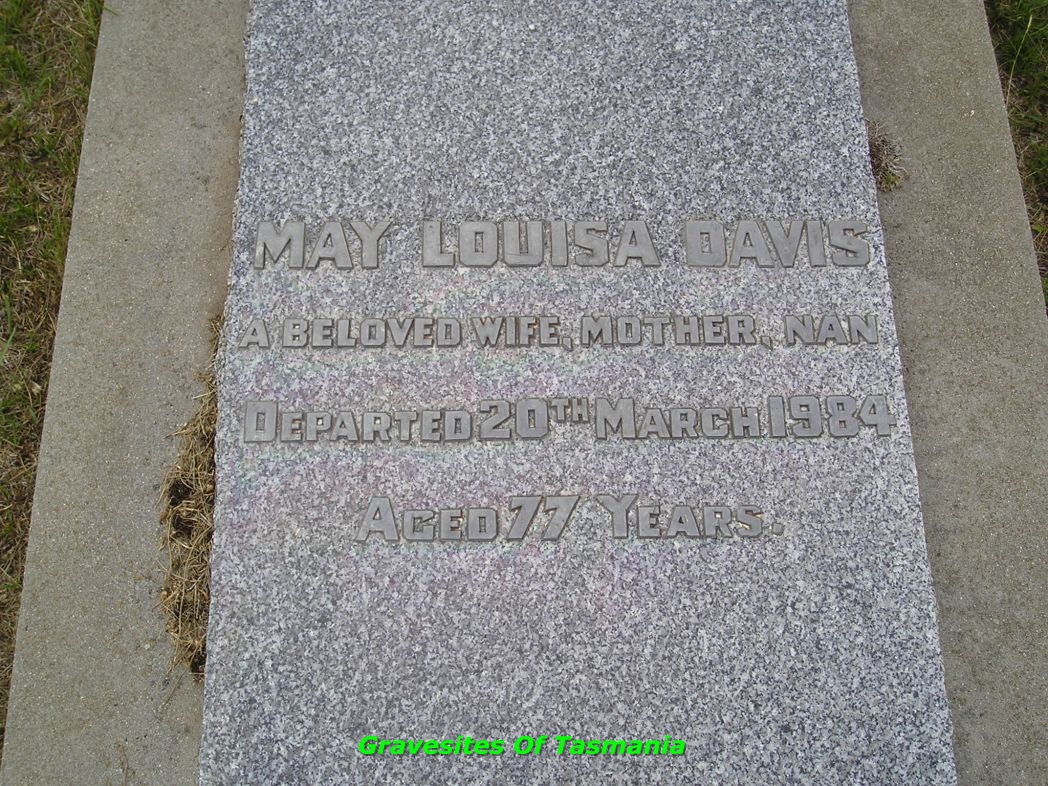 MAY LOUISA DAVIS
A BELOVED WIFE, MOTHER, NAN
DEPARTED 20TH MARCH 1984
AGED 77 YEARS.
Gravesites Of Tasmania